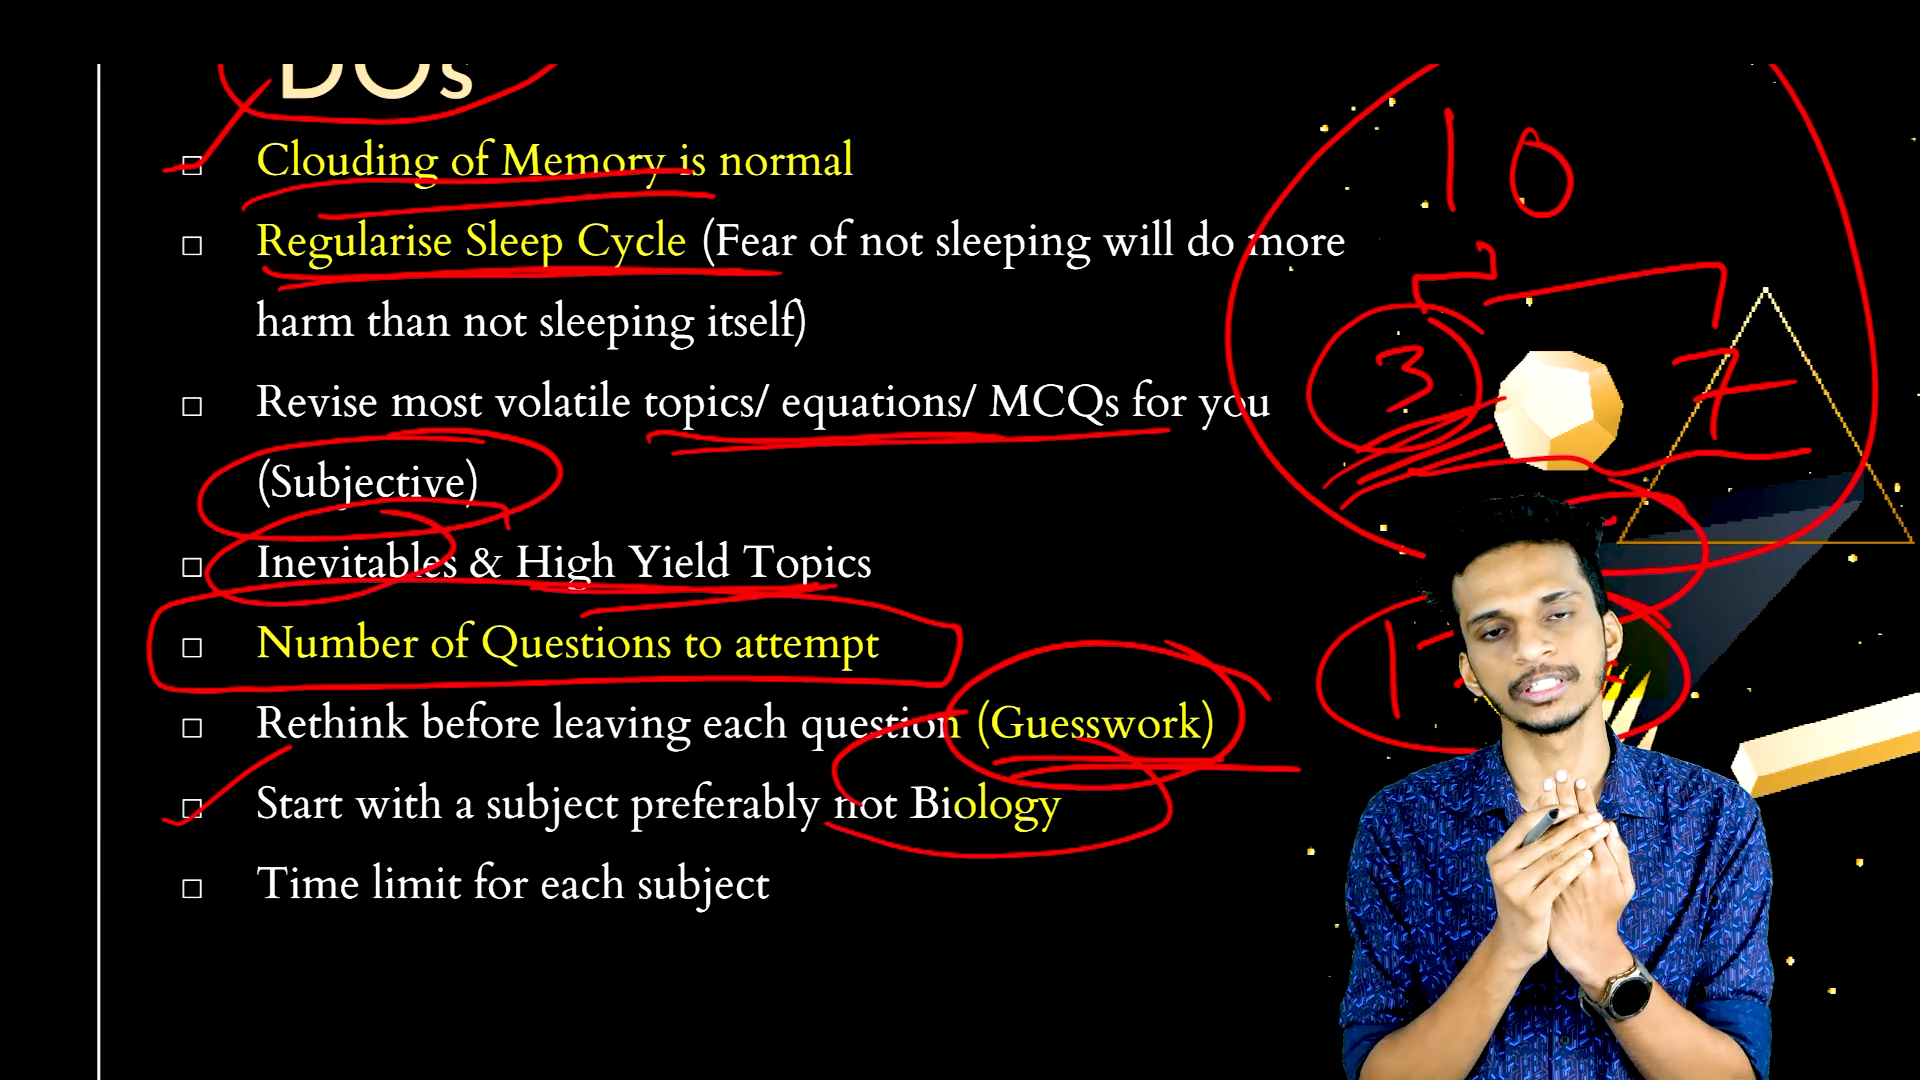 DOs
Clouding of Memory is normal
Regularise Sleep Cycle (Fear of not sleeping will do more
harm than not sleeping itself)
Revise most volatile topics/ equations/ MCQs for you
(Subjective)
Inevitables & High Yield Topics
Number of Questions to attempt
Rethink before leaving each question (Guesswork)
Start with a subject preferably not Biology
Time limit for each subject
10
3 7